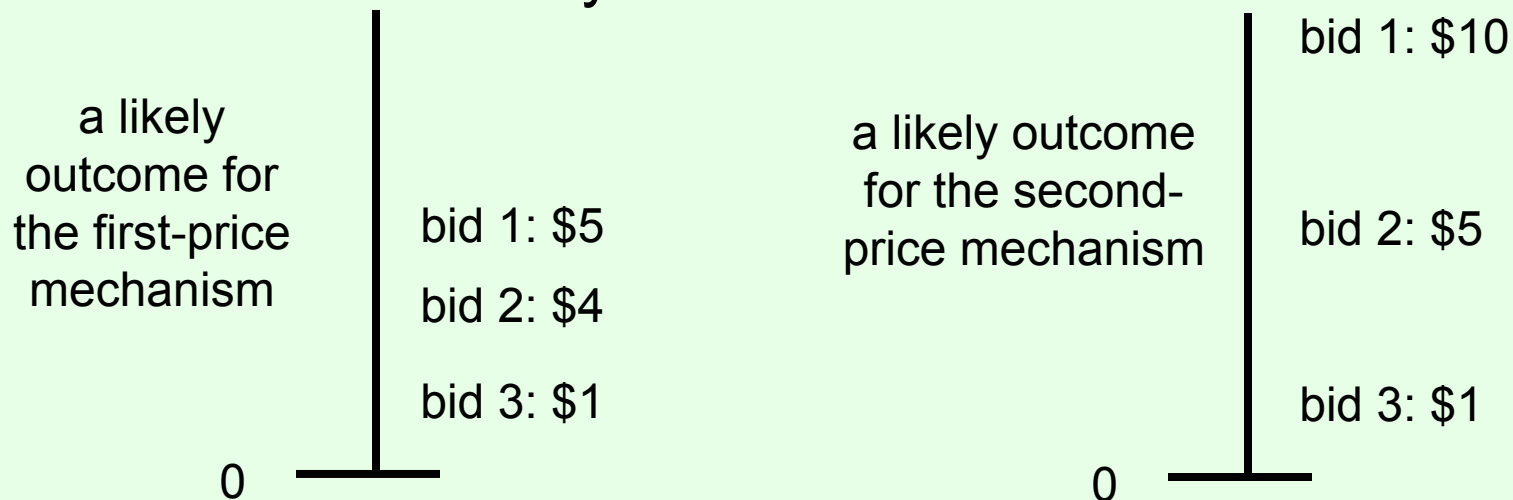 a likely
outcome for
the first-price
mechanism
bid 1: $5
bid 2: $4
bid 3: $1
0
a likely outcome
for the second-
price mechanism
bid 1: $10
bid 2: $5
bid 3: $1
0